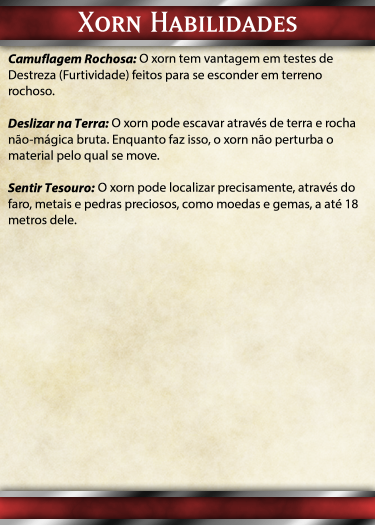 Xorn Habilidades
Camuflagem Rochosa: O xorn tem vantagem em testes de
Destreza (Furtividade) feitos para se esconder em terreno
rochoso.
Deslizar na Terra: O xorn pode escavar através de terra e rocha
não-mágica bruta. Enquanto faz isso, o xorn não perturba o
material pelo qual se move.
Sentir Tesouro: O xorn pode localizar precisamente, através do
faro, metais e pedras preciosos, como moedas e gemas, a até 18
metros dele.